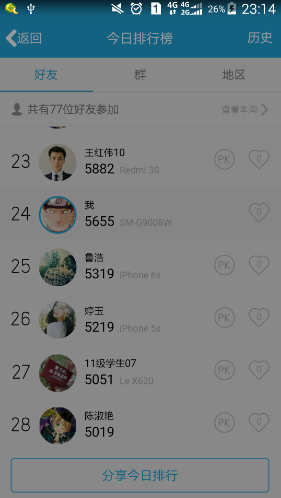 4G 4G 26% 23:14
返回 今日排行榜 历史
好友 群 地区
共有77位好友参加 查看本周
23 王红伟10 PK 0
5882 Redmi 3S
24 我 0
5655 SM-G9008W
25 鲁浩 PK 0
5319 iPhone 6s
26 婷玉 PK 0
5219 iPhone 5s
27 11级学生07 PK 0
5051 Le X620
28 陈淑艳 PK 0
5019
分享今日排行